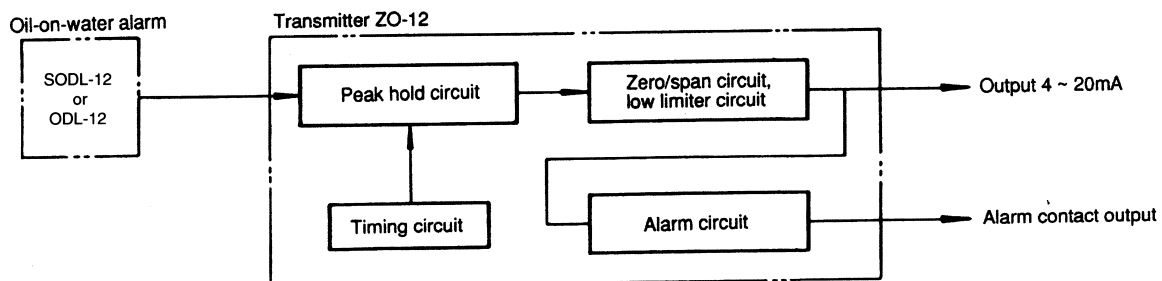 Oil-on-water alarm
SODL-12
or
ODL-12
Transmitter ZO-12
Peak hold circuit
Zero/span circuit,
low limiter circuit
Output 4 ~ 20mA
Timing circuit
Alarm circuit
Alarm contact output